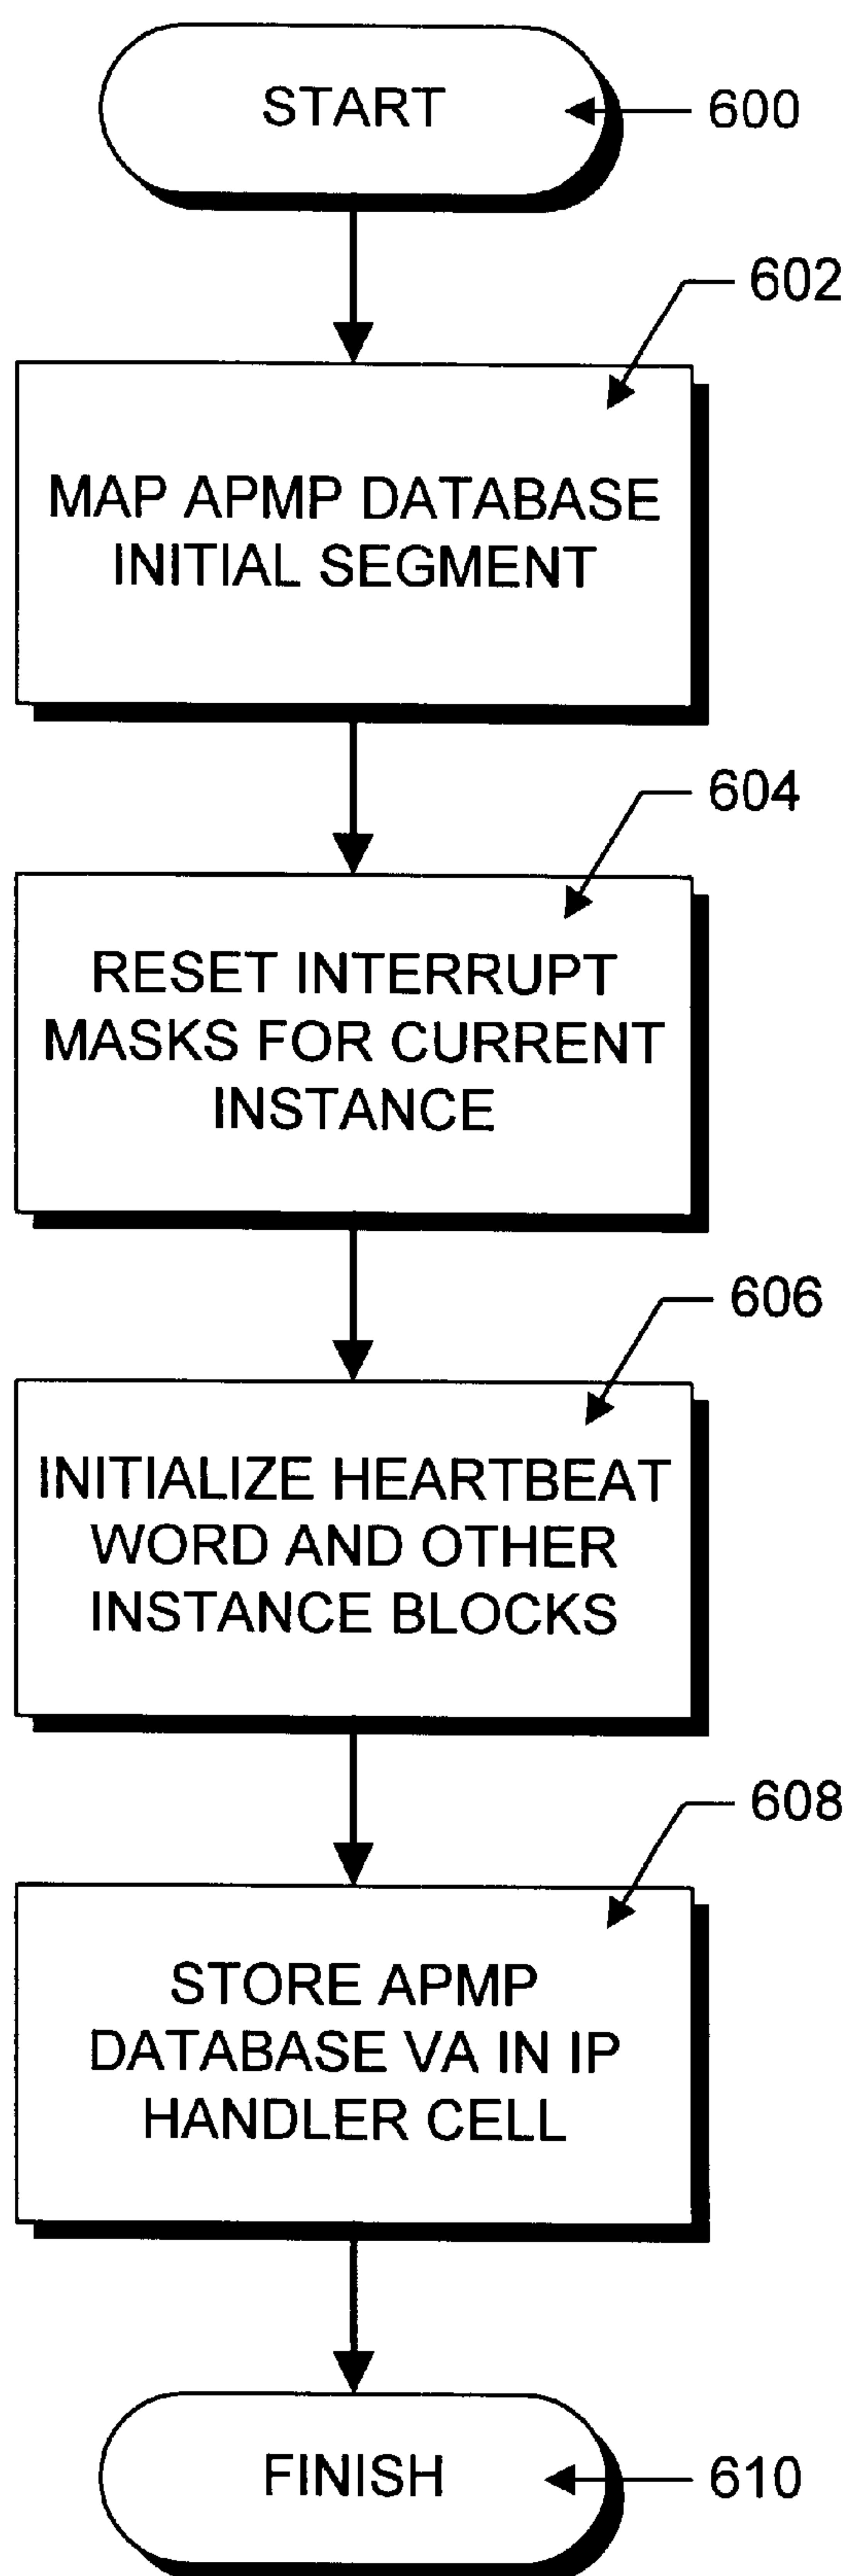 START
600
602
MAP APMP DATABASE
INITIAL SEGMENT
604
RESET INTERRUPT
MASKS FOR CURRENT
INSTANCE
606
INITIALIZE HEARTBEAT
WORD AND OTHER
INSTANCE BLOCKS
608
STORE APMP
DATABASE VA IN IP
HANDLER CELL
FINISH
610